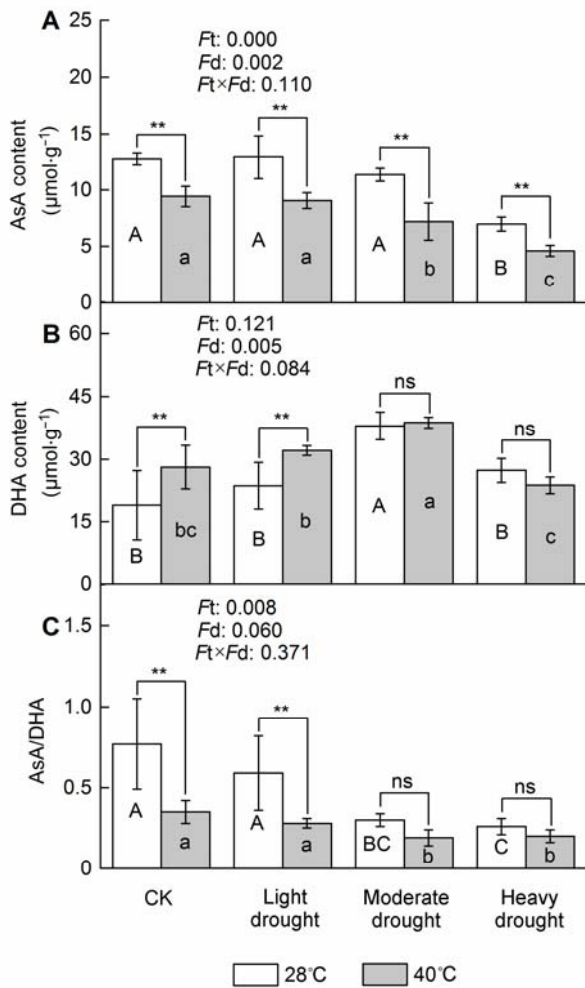 A
Ft: 0.000
Fd: 0.002
Ft×Fd: 0.110
AsA content
(μmol·g⁻¹)
25
20
15
10
5
0
**
**
**
**
A
a
A
a
A
b
B
c
B
Ft: 0.121
Fd: 0.005
Ft×Fd: 0.084
DHA content
(μmol·g⁻¹)
60
45
30
15
0
**
**
ns
ns
B
bc
B
b
A
a
B
c
C
Ft: 0.008
Fd: 0.060
Ft×Fd: 0.371
AsA/DHA
1.5
1.0
0.5
0
**
**
ns
ns
A
a
A
a
BC
b
C
b
CK
Light
drought
Moderate
drought
Heavy
drought
28℃
40℃